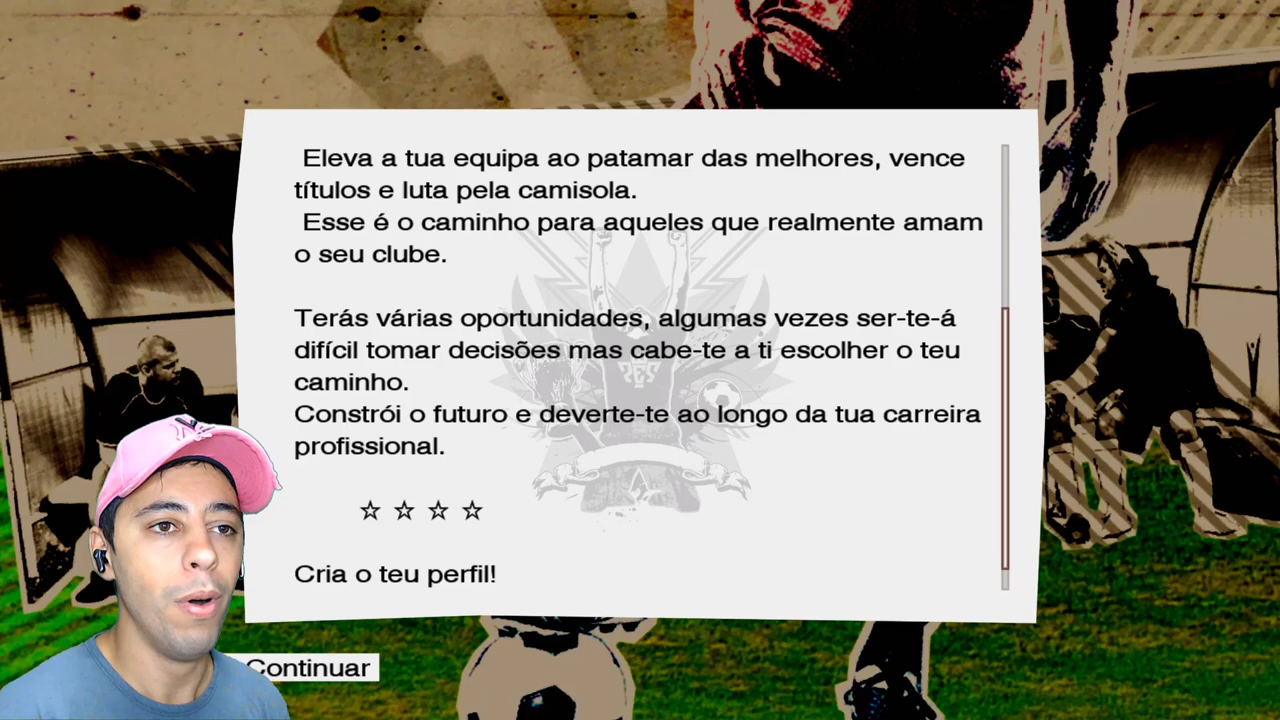 Eleva a tua equipa ao patamar das melhores, vence
títulos e luta pela camisola.
Esse é o caminho para aqueles que realmente amam
o seu clube.
Terás várias oportunidades, algumas vezes ser-te-á
difícil tomar decisões mas cabe-te a ti escolher o teu
caminho.
Constrói o futuro e deverte-te ao longo da tua carreira
profissional.
☆ ☆ ☆ ☆
Cria o teu perfil!
Continuar